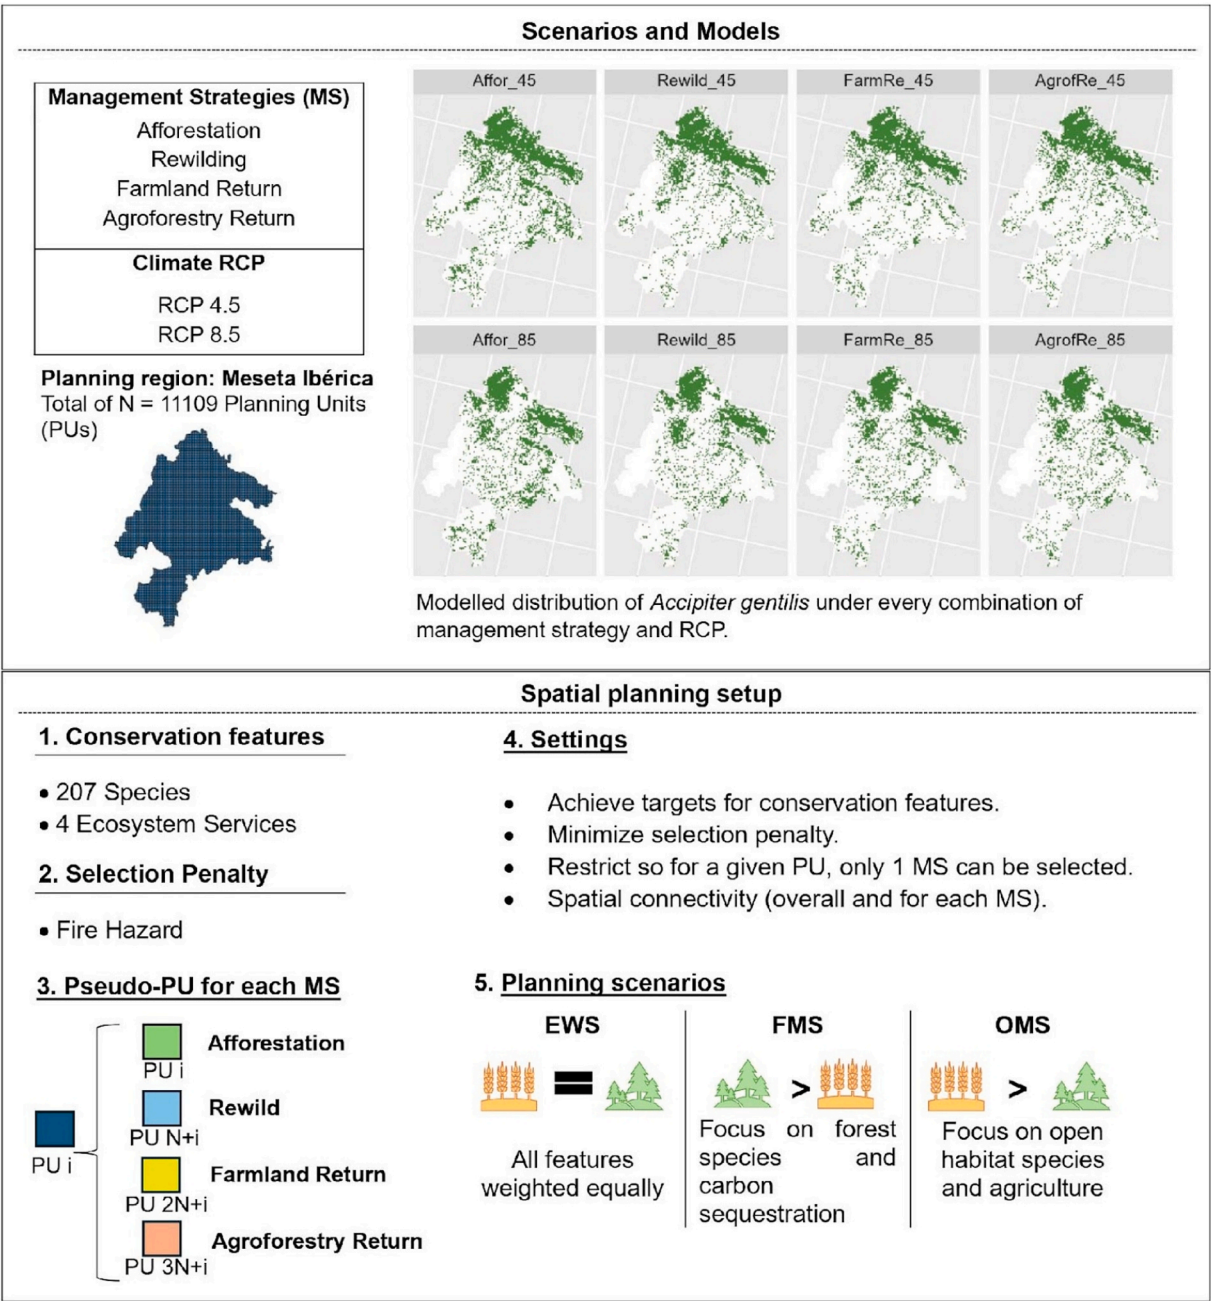 Scenarios and Models
Management Strategies (MS)
Afforestation
Rewilding
Farmland Return
Agroforestry Return
Climate RCP
RCP 4.5
RCP 8.5
Planning region: Meseta Ibérica
Total of N = 11109 Planning Units
(PUs)
Affor_45
Rewild_45
FarmRe_45
AgrofRe_45
Affor_85
Rewild_85
FarmRe_85
AgrofRe_85
Modelled distribution of Accipiter gentilis under every combination of
management strategy and RCP.
Spatial planning setup
1. Conservation features
• 207 Species
• 4 Ecosystem Services
2. Selection Penalty
• Fire Hazard
3. Pseudo-PU for each MS
PU i
Afforestation
PU i
Rewild
PU N+i
Farmland Return
PU 2N+i
Agroforestry Return
PU 3N+i
4. Settings
• Achieve targets for conservation features.
• Minimize selection penalty.
• Restrict so for a given PU, only 1 MS can be selected.
• Spatial connectivity (overall and for each MS).
5. Planning scenarios
EWS
=
All features
weighted equally
FMS
>
Focus on forest
species and
carbon
sequestration
OMS
>
Focus on open
habitat species
and agriculture